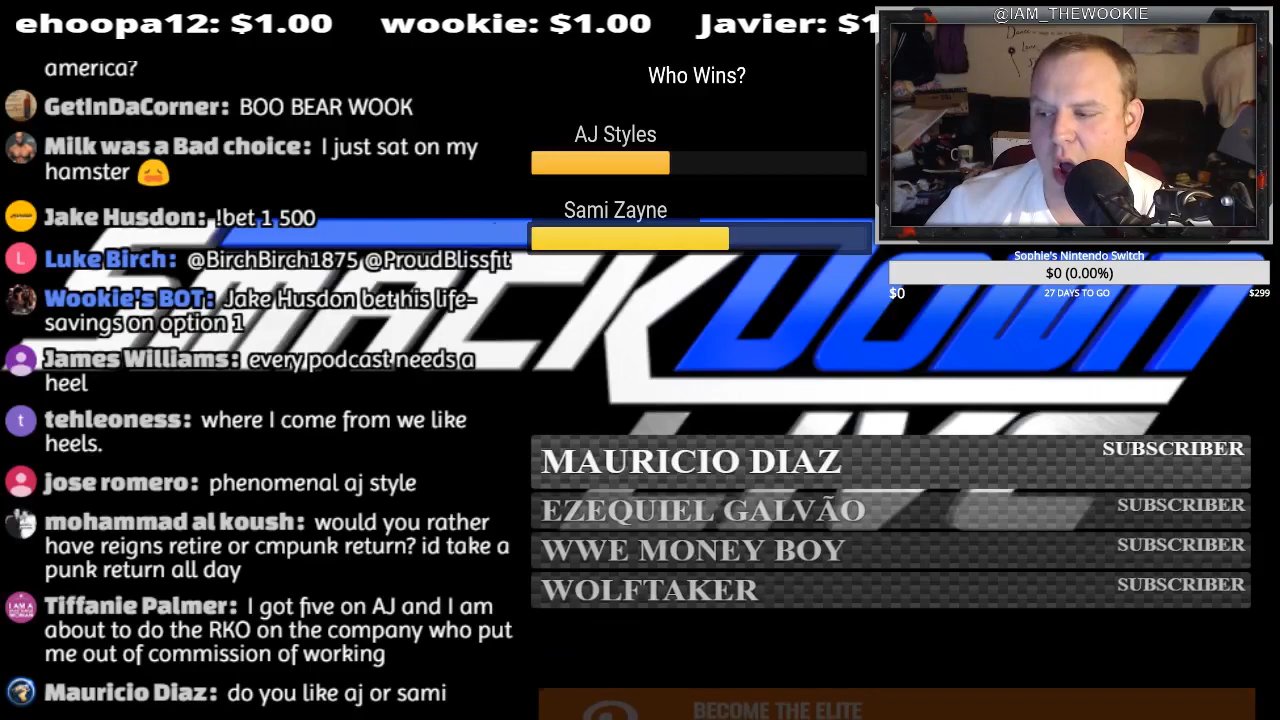 ehoopa12: $1.00 wookie: $1.00 Javier: $1
@IAM_THEWOOKIE
america?
GetInDaCorner: BOO BEAR WOOK
Milk was a Bad choice: I just sat on my
hamster
Jake Husdon: !bet 1 500
Luke Birch: @BirchBirch1875 @ProudBlissfit
Wookie's BOT: Jake Husdon bet his life-
savings on option 1
James Williams: every podcast needs a
heel
tehleoness: where I come from we like
heels.
jose romero: phenomenal aj style
mohammad al koush: would you rather
have reigns retire or cmpunk return? id take a
punk return all day
Tiffanie Palmer: I got five on AJ and I am
about to do the RKO on the company who put
me out of commission of working
Mauricio Diaz: do you like aj or sami
Who Wins?
AJ Styles
Sami Zayne
Sophie's Nintendo Switch
$0 (0.00%)
$0 27 DAYS TO GO $299
SMACKDOWN
LIVE
MAURICIO DIAZ SUBSCRIBER
EZEQUIEL GALVÃO SUBSCRIBER
WWE MONEY BOY SUBSCRIBER
WOLFTAKER SUBSCRIBER
BECOME THE ELITE